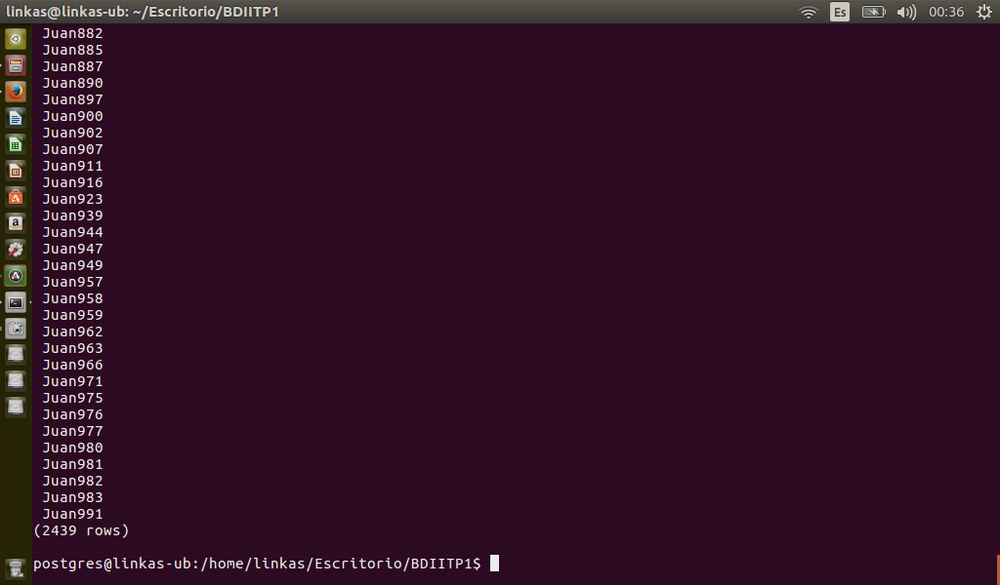 linkas@linkas-ub: ~/Escritorio/BDIITP1
Es
00:36
Juan882
Juan885
Juan887
Juan890
Juan897
Juan900
Juan902
Juan907
Juan911
Juan916
Juan923
Juan939
Juan944
Juan947
Juan949
Juan957
Juan958
Juan959
Juan962
Juan963
Juan966
Juan971
Juan975
Juan976
Juan977
Juan980
Juan981
Juan982
Juan983
Juan991
(2439 rows)
postgres@linkas-ub:/home/linkas/Escritorio/BDIITP1$